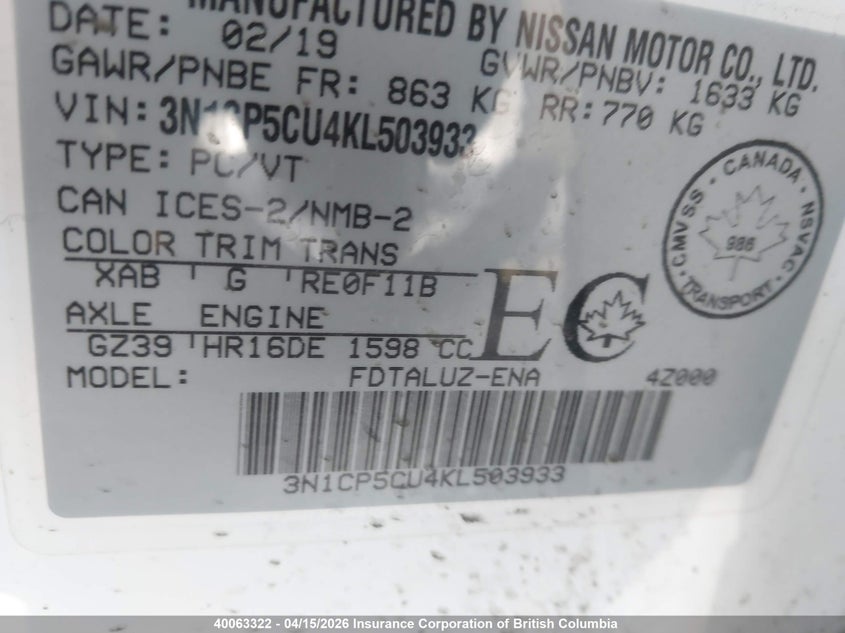 MANUFACTURED BY NISSAN MOTOR CO., LTD.
DATE: 02/19 GVWR/PNBV: 1633 KG
GAWR/PNBE FR: 863 KG RR: 770 KG
VIN: 3N1CP5CU4KL503933
TYPE: PC/VT
CAN ICES-2/NMB-2
COLOR TRIM TRANS
XAB G RE0F11B
AXLE ENGINE
GZ39 HR16DE 1598 CC
EC
CANADA · NSVAC · TRANSPORT · CMVSS ·
906
MODEL: FDTALUZ-ENA 4Z000
3N1CP5CU4KL503933
40063322 - 04/15/2026 Insurance Corporation of British Columbia